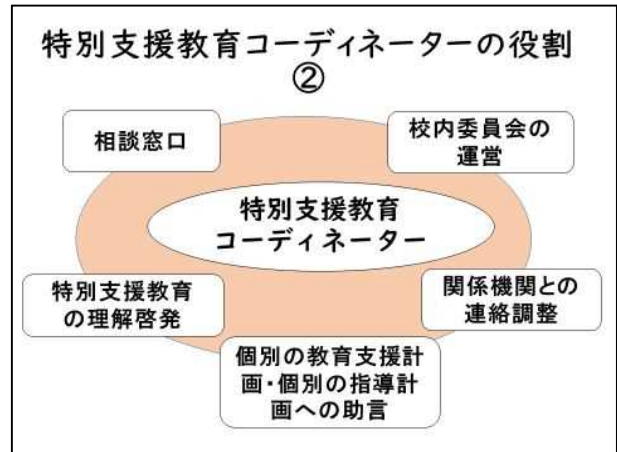 特別支援教育コーディネーターの役割
②
相談窓口
校内委員会の
運営
特別支援教育
コーディネーター
特別支援教育
の理解啓発
関係機関との
連絡調整
個別の教育支援計
画・個別の指導計
画への助言